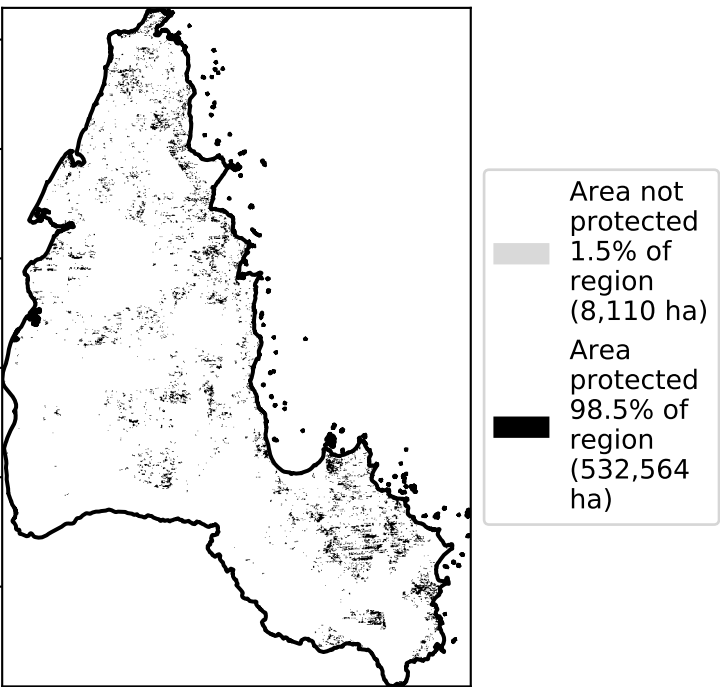 Area not
protected
1.5% of
region
(8,110 ha)
Area
protected
98.5% of
region
(532,564
ha)